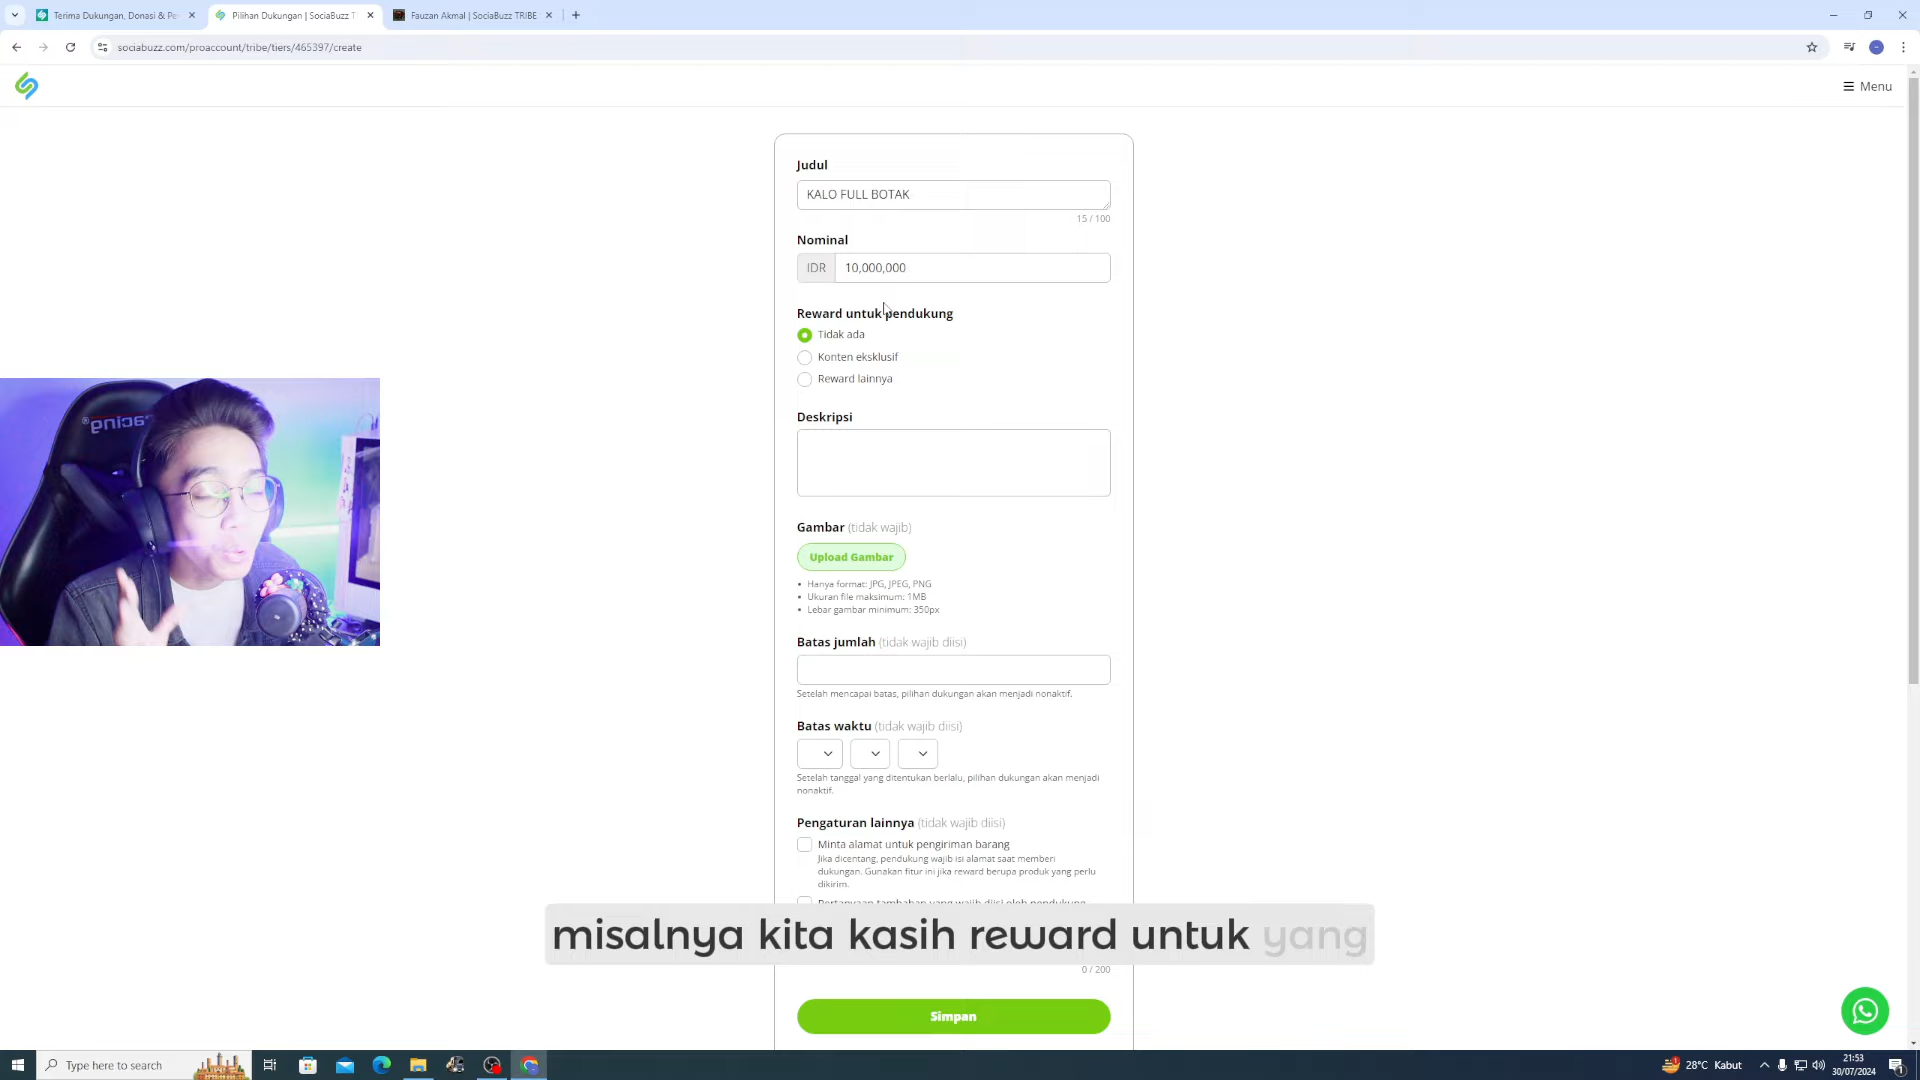 Terima Dukungan, Donasi & Pe
Pilihan Dukungan | SociaBuzz T
Fauzan Akmal | SociaBuzz TRIBE
sociabuzz.com/proaccount/tribe/tiers/465397/create
Menu
Judul
KALO FULL BOTAK
15 / 100
Nominal
IDR 10,000,000
Reward untuk pendukung
Tidak ada
Konten eksklusif
Reward lainnya
Deskripsi
Gambar (tidak wajib)
Upload Gambar
• Hanya format: JPG, JPEG, PNG
• Ukuran file maksimum: 1MB
• Lebar gambar minimum: 350px
Batas jumlah (tidak wajib diisi)
Setelah mencapai batas, pilihan dukungan akan menjadi nonaktif.
Batas waktu (tidak wajib diisi)
Setelah tanggal yang ditentukan berlalu, pilihan dukungan akan menjadi
nonaktif.
Pengaturan lainnya (tidak wajib diisi)
Minta alamat untuk pengiriman barang
Jika dicentang, pendukung wajib isi alamat saat memberi
dukungan. Gunakan fitur ini jika reward berupa produk yang perlu
dikirim.
Pertanyaan tambahan yang wajib diisi oleh pendukung
misalnya kita kasih reward untuk yang
0 / 200
Simpan
Type here to search
28°C Kabut
21:53
30/07/2024